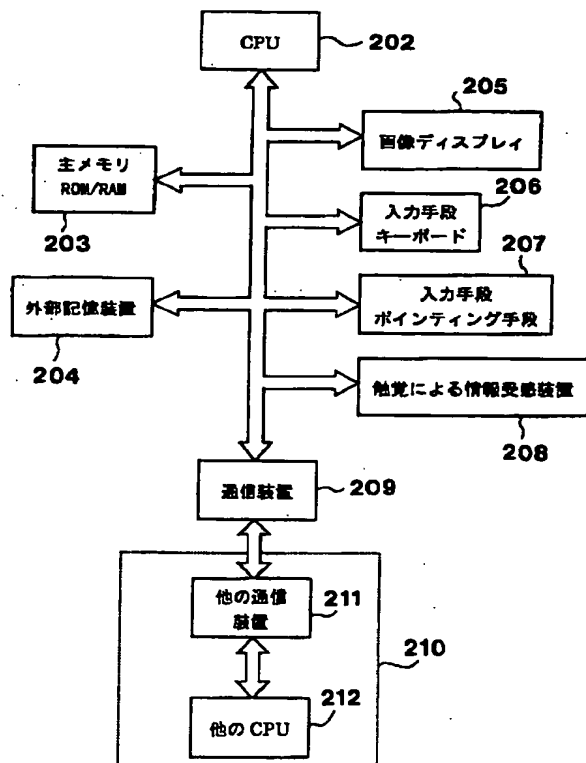 CPU
202
205
画像ディスプレイ
主メモリ
ROM/RAM
203
206
入力手段
キーボード
207
入力手段
ポインティング手段
外部記憶装置
204
触覚による情報受感装置
208
通信装置
209
他の通信
装置
211
210
212
他のCPU